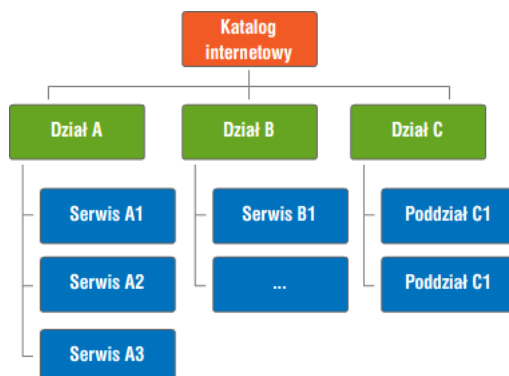 Katalog
internetowy
Dział A
Dział B
Dział C
Serwis A1
Serwis B1
Poddział C1
Serwis A2
...
Poddział C1
Serwis A3